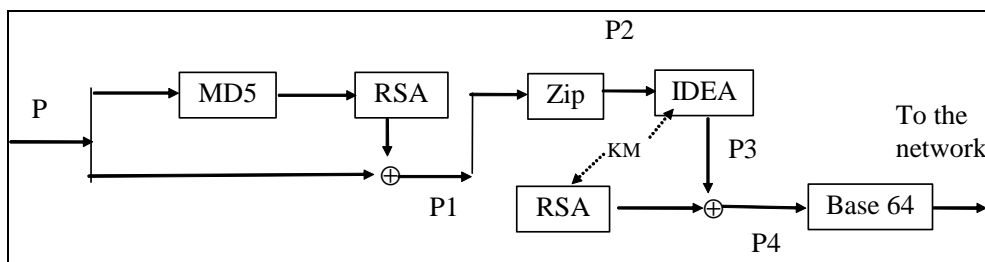 P2
MD5
RSA
Zip
IDEA
P
To the
network
KM
P3
P1
RSA
Base 64
P4